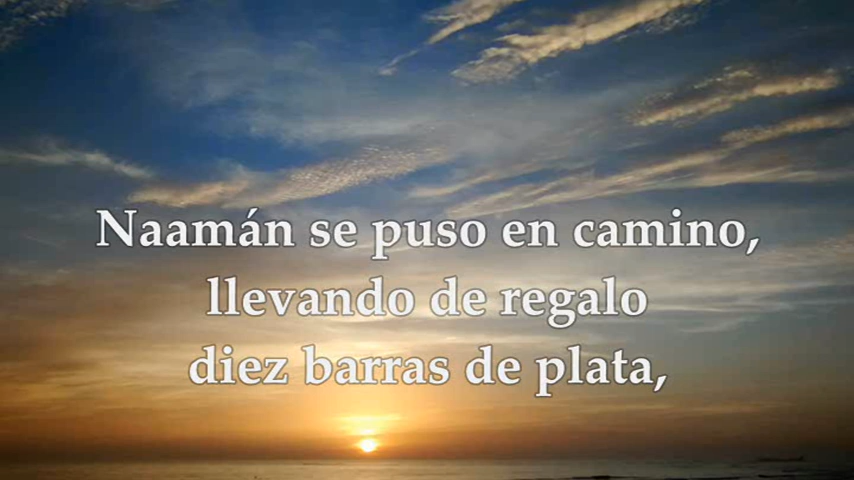 Naamán se puso en camino,
llevando de regalo
diez barras de plata,